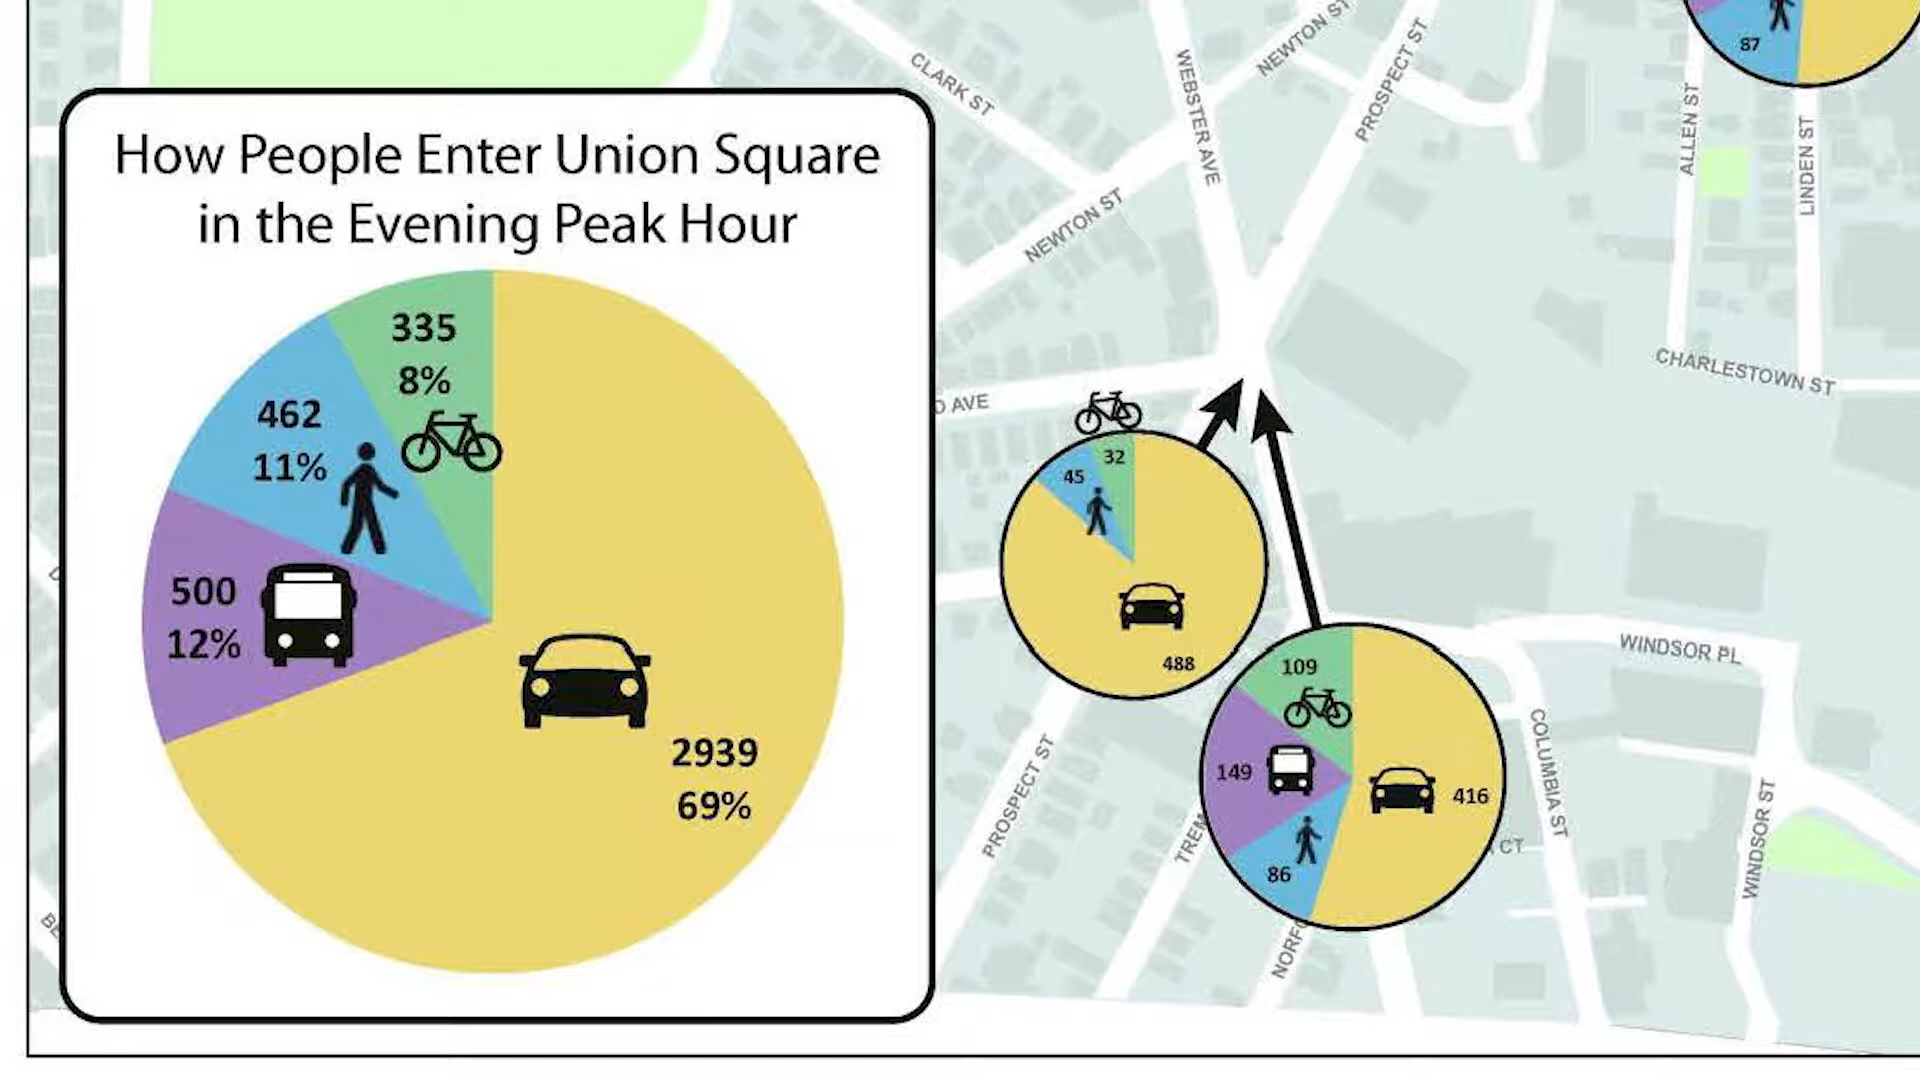 How People Enter Union Square
in the Evening Peak Hour
335
8%
462
11%
500
12%
2939
69%
CLARK ST
WEBSTER AVE
NEWTON ST
PROSPECT ST
NEWTON ST
87
ALLEN ST
LINDEN ST
CHARLESTOWN ST
AVE
32
45
488
109
149
416
86
WINDSOR PL
COLUMBIA ST
WINDSOR ST
PROSPECT ST
TREM
CT
NORFO